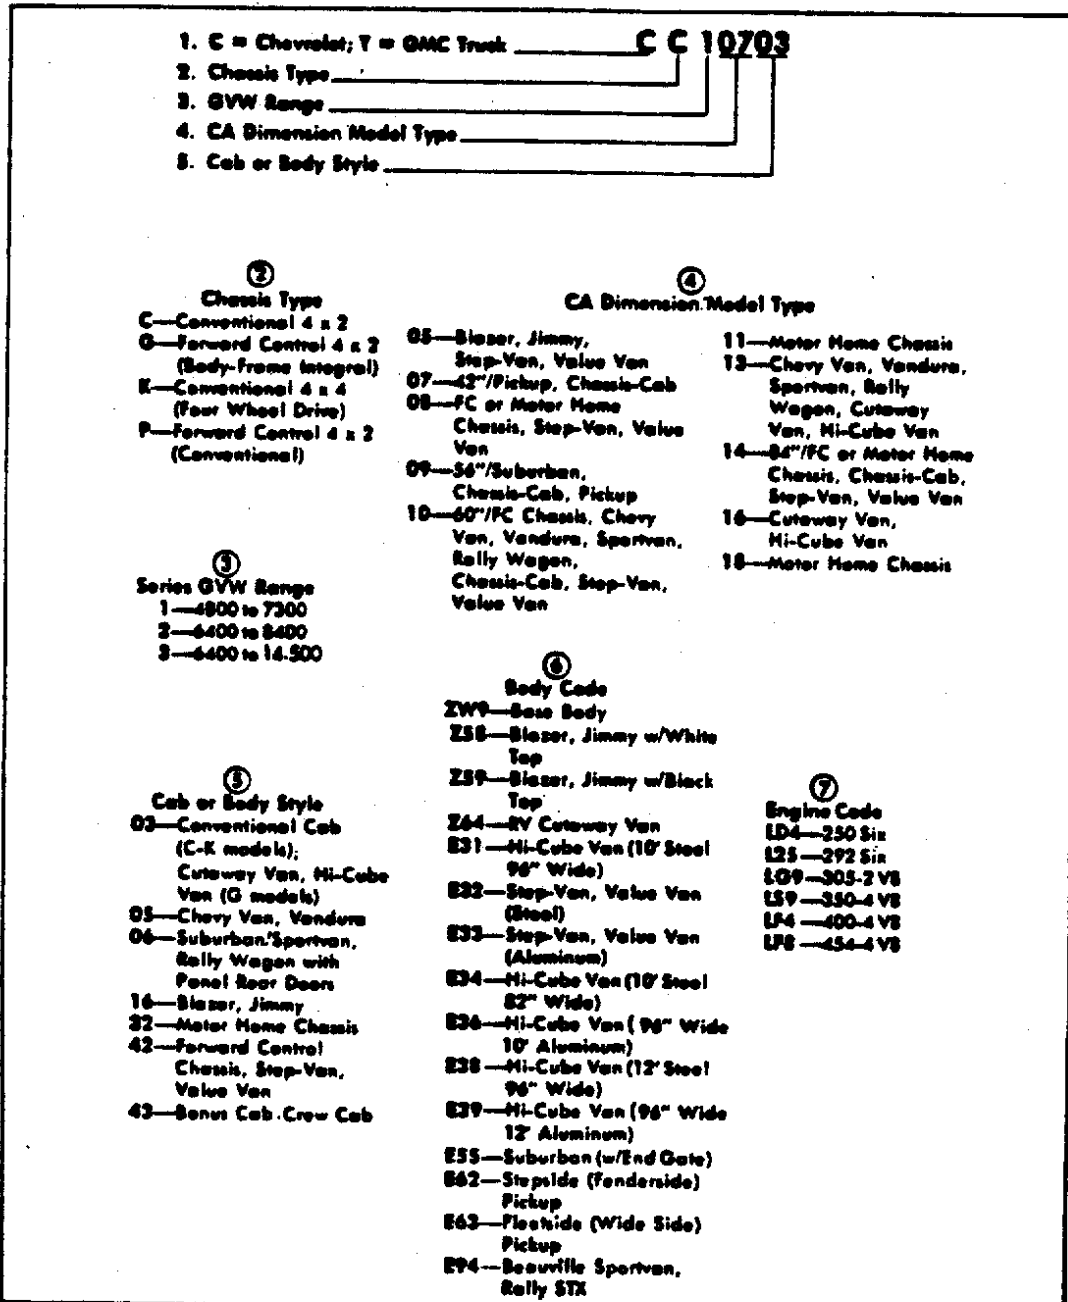 1. C = Chevrolet; T = GMC Truck C C 10703
2. Chassis Type
3. GVW Range
4. CA Dimension Model Type
5. Cab or Body Style
2
Chassis Type
C—Conventional 4 x 2
G—Forward Control 4 x 2
(Body-Frame Integral)
K—Conventional 4 x 4
(Four Wheel Drive)
P—Forward Control 4 x 2
(Conventional)
3
Series GVW Range
1—4800 to 7300
2—6400 to 8400
3—6400 to 14.500
4
CA Dimension Model Type
05—Blazer, Jimmy,
Step-Van, Value Van
07—42"/Pickup, Chassis-Cab
08—FC or Motor Home
Chassis, Step-Van, Value
Van
09—56"/Suburban,
Chassis-Cab, Pickup
10—60"/FC Chassis, Chevy
Van, Vandura, Sportvan,
Rally Wagon,
Chassis-Cab, Step-Van,
Value Van
11—Motor Home Chassis
13—Chevy Van, Vandura,
Sportvan, Rally
Wagon, Cutaway
Van, Hi-Cube Van
14—84"/FC or Motor Home
Chassis, Chassis-Cab,
Step-Van, Value Van
16—Cutaway Van,
Hi-Cube Van
18—Motor Home Chassis
5
Cab or Body Style
03—Conventional Cab
(C-K models);
Cutaway Van, Hi-Cube
Van (G models)
05—Chevy Van, Vandura
06—Suburban/Sportvan,
Rally Wagon with
Panel Rear Doors
16—Blazer, Jimmy
32—Motor Home Chassis
42—Forward Control
Chassis, Step-Van,
Value Van
43—Bonus Cab Crew Cab
6
Body Code
ZW9—Base Body
Z58—Blazer, Jimmy w/White
Top
Z59—Blazer, Jimmy w/Black
Top
Z64—RV Cutaway Van
E31—Hi-Cube Van (10' Steel
96" Wide)
E32—Step-Van, Value Van
(Steel)
E33—Step-Van, Value Van
(Aluminum)
E34—Hi-Cube Van (10' Steel
82" Wide)
E36—Hi-Cube Van ( 96" Wide
10' Aluminum)
E38—Hi-Cube Van (12' Steel
96" Wide)
E39—Hi-Cube Van (96" Wide
12' Aluminum)
E55—Suburban (w/End Gate)
E62—Stepside (Fenderside)
Pickup
E63—Fleetside (Wide Side)
Pickup
E94—Beauville Sportvan,
Rally STX
7
Engine Code
LD4—250 Six
L25—292 Six
LG9—305-2 V8
LS9—350-4 V8
LF4—400-4 V8
LF8—454-4 V8